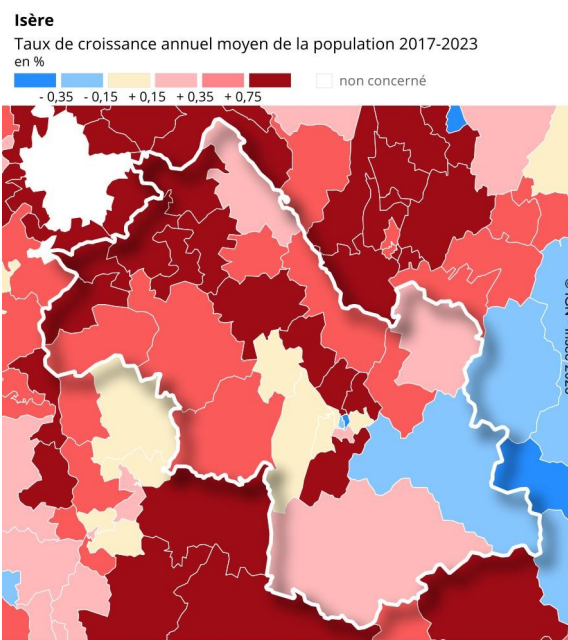 Isère
Taux de croissance annuel moyen de la population 2017-2023
en %
- 0,35 - 0,15 + 0,15 + 0,35 + 0,75
non concerné